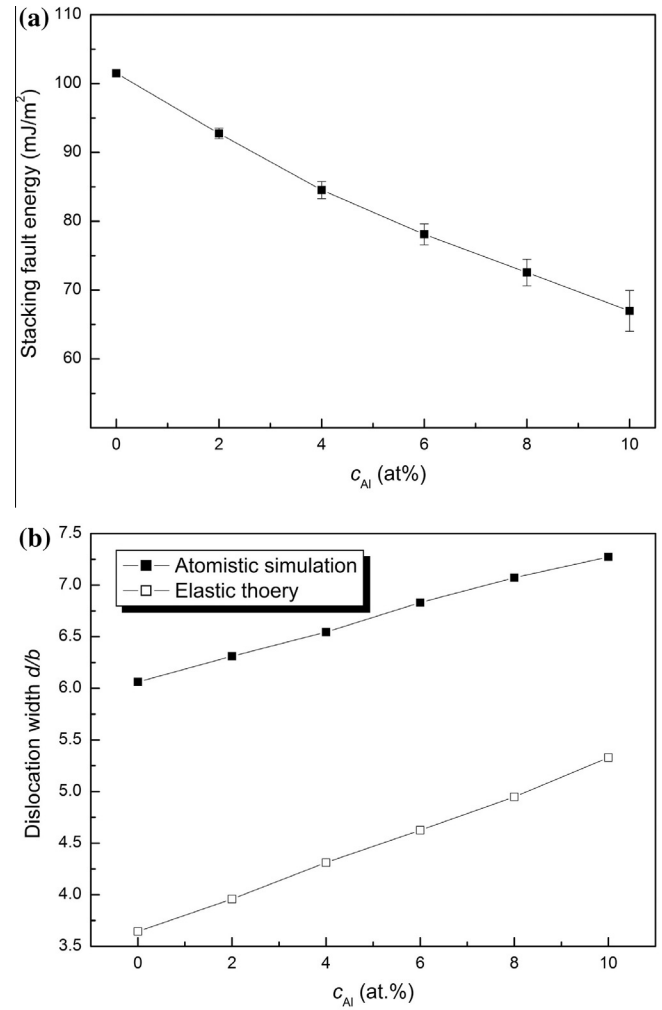 (a)
110
100
90
80
70
60
Stacking fault energy (mJ/m²)
0 2 4 6 8 10
c_Al (at%)
(b)
7.5
7.0
6.5
6.0
5.5
5.0
4.5
4.0
3.5
Dislocation width d/b
Atomistic simulation
Elastic thoery
0 2 4 6 8 10
c_Al (at.%)